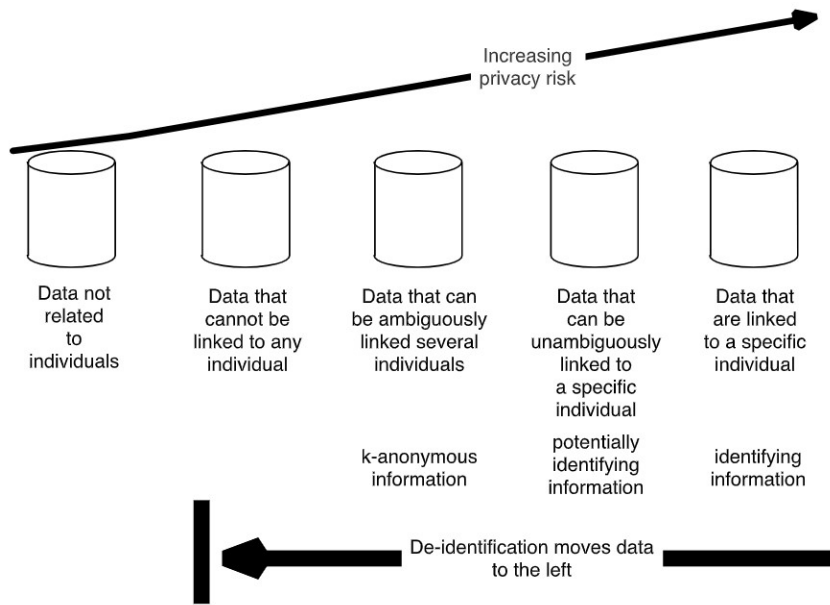 Increasing
privacy risk
Data not
related
to
individuals
Data that
cannot be
linked to any
individual
Data that can
be ambiguously
linked several
individuals
Data that
can be
unambiguously
linked to
a specific
individual
Data that
are linked
to a specific
individual
k-anonymous
information
potentially
identifying
information
identifying
information
De-identification moves data
to the left